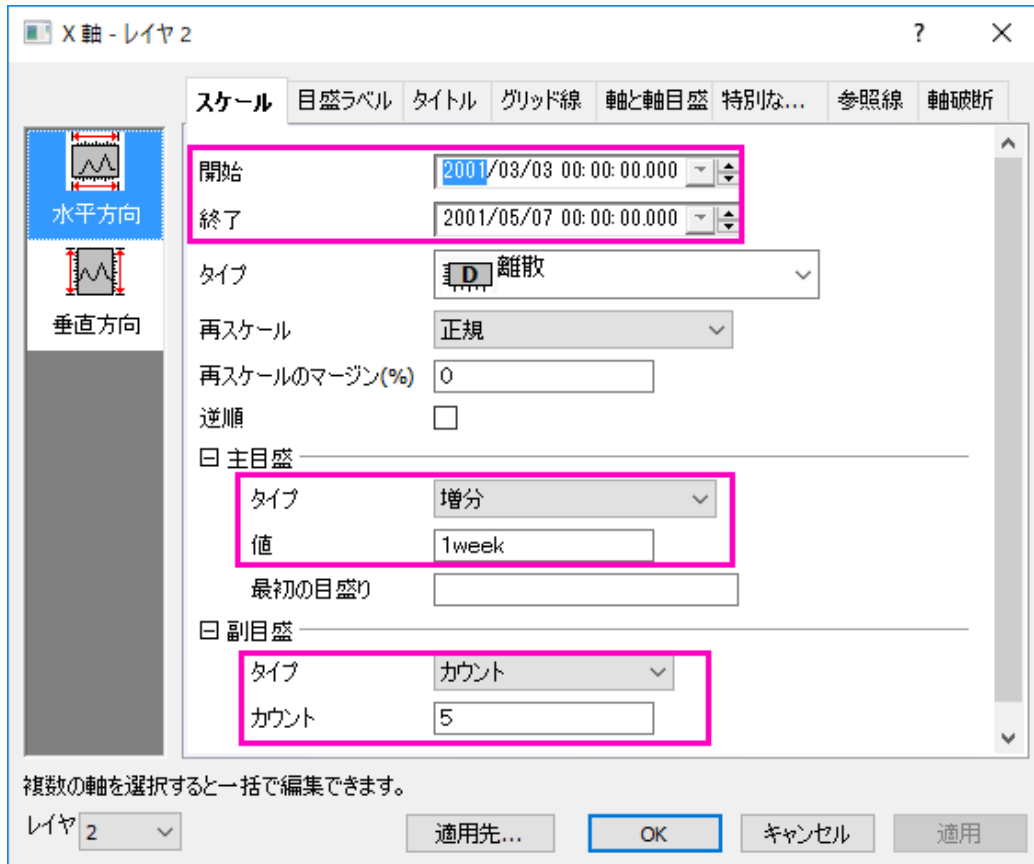 X 軸 - レイヤ 2
?
スケール 目盛ラベル タイトル グリッド線 軸と軸目盛 特別な... 参照線 軸破断
水平方向
垂直方向
開始 2001/03/03 00:00:00.000
終了 2001/05/07 00:00:00.000
タイプ D 離散
再スケール 正規
再スケールのマージン(%) 0
逆順
主目盛
タイプ 増分
値 1week
最初の目盛り
副目盛
タイプ カウント
カウント 5
複数の軸を選択すると一括で編集できます。
レイヤ 2 適用先... OK キャンセル 適用